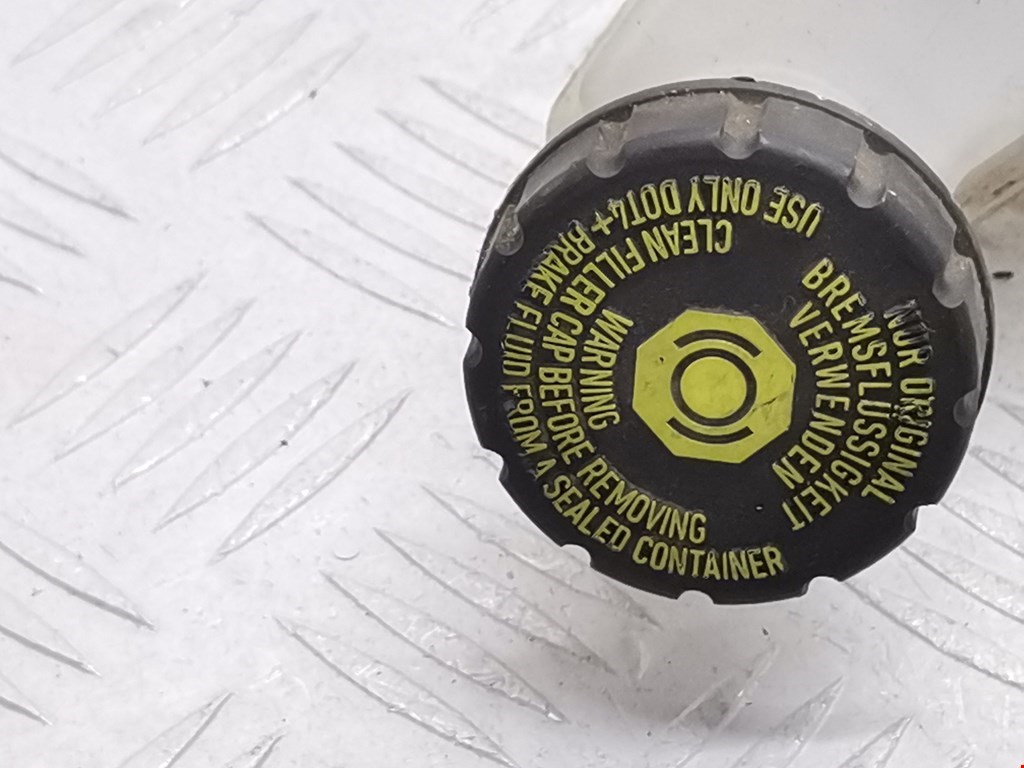 WARNING
CLEAN FILLER CAP BEFORE REMOVING
USE ONLY DOT4+ BRAKE FLUID FROM A SEALED CONTAINER
NUR ORIGINAL
BREMSFLÜSSIGKEIT
VERWENDEN